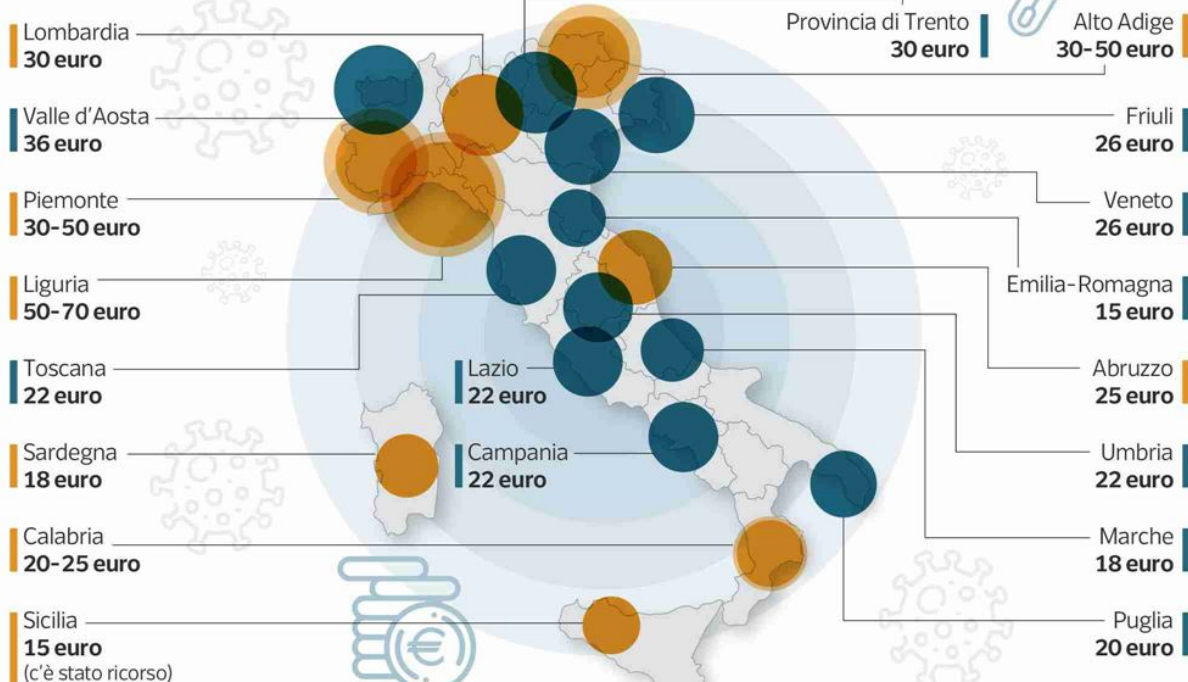 Lombardia
30 euro
Valle d'Aosta
36 euro
Piemonte
30-50 euro
Liguria
50-70 euro
Toscana
22 euro
Sardegna
18 euro
Calabria
20-25 euro
Sicilia
15 euro
(c'è stato ricorso)
Lazio
22 euro
Campania
22 euro
Provincia di Trento
30 euro
Alto Adige
30-50 euro
Friuli
26 euro
Veneto
26 euro
Emilia-Romagna
15 euro
Abruzzo
25 euro
Umbria
22 euro
Marche
18 euro
Puglia
20 euro
€